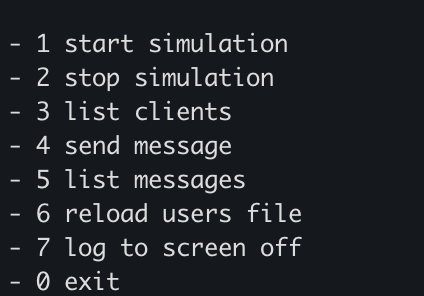 - 1 start simulation
- 2 stop simulation
- 3 list clients
- 4 send message
- 5 list messages
- 6 reload users file
- 7 log to screen off
- 0 exit